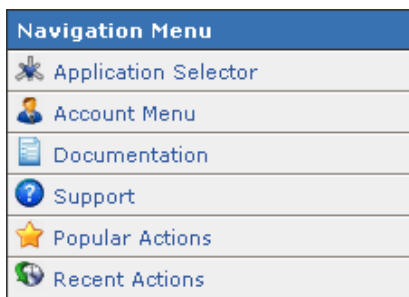 Navigation Menu
Application Selector
Account Menu
Documentation
Support
Popular Actions
Recent Actions